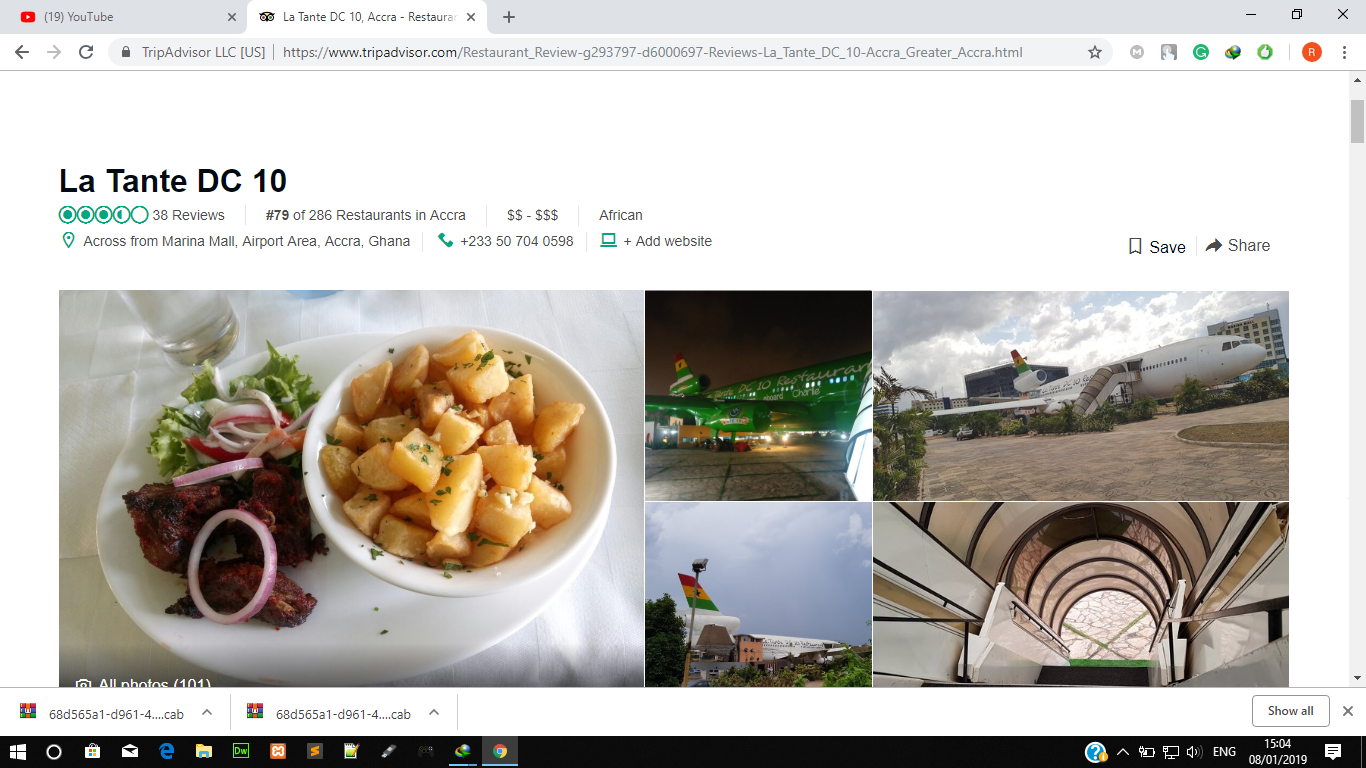 (19) YouTube
La Tante DC 10, Accra - Restauran
TripAdvisor LLC [US]
https://www.tripadvisor.com/Restaurant_Review-g293797-d6000697-Reviews-La_Tante_DC_10-Accra_Greater_Accra.html
La Tante DC 10
38 Reviews
#79 of 286 Restaurants in Accra
$$ - $$$
African
Across from Marina Mall, Airport Area, Accra, Ghana
+233 50 704 0598
+ Add website
Save
Share
DC 10 Restauran
All photos (101)
68d565a1-d961-4....cab
68d565a1-d961-4....cab
Show all
Dw
ENG
15:04
08/01/2019